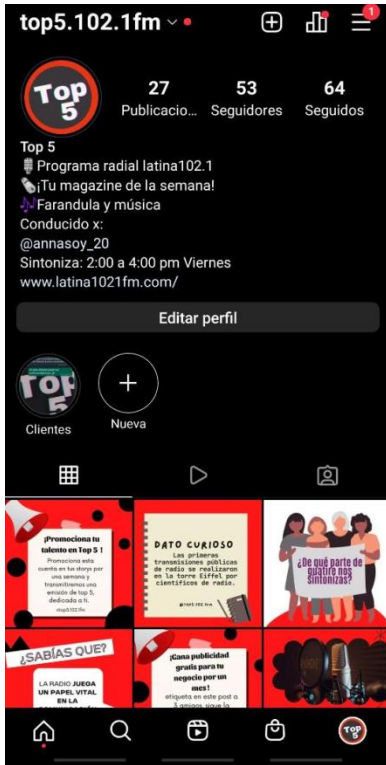 top5.102.1fm
1
Top
5
27
53
64
Publicacio...
Seguidores
Seguidos
Top 5
Programa radial latina102.1
¡Tu magazine de la semana!
Farandula y música
Conducido x:
@annasoy_20
Sintoniza: 2:00 a 4:00 pm Viernes
www.latina1021fm.com/
Editar perfil
TOP
Clientes
Nueva
¡Promociona tu
talento en Top 5 !
Promociona esta
cuenta en tus storys por
una semana y
transmitiremos una
emisión de top 5,
dedicada a ti.
DATO CURIOSO
Las primeras
transmisiones públicas
de radio se realizaron
en la torre Eiffel por
científicos de radio.
¿De qué parte de
quatire nos
sintonizas?
¿SABÍAS QUE?
LA RADIO JUEGA
UN PAPEL VITAL
EN LA
¡Gana publicidad
gratis para tu
negocio por un
mes!
etiqueta en este post a
3 amigos, sigue la
Top
5